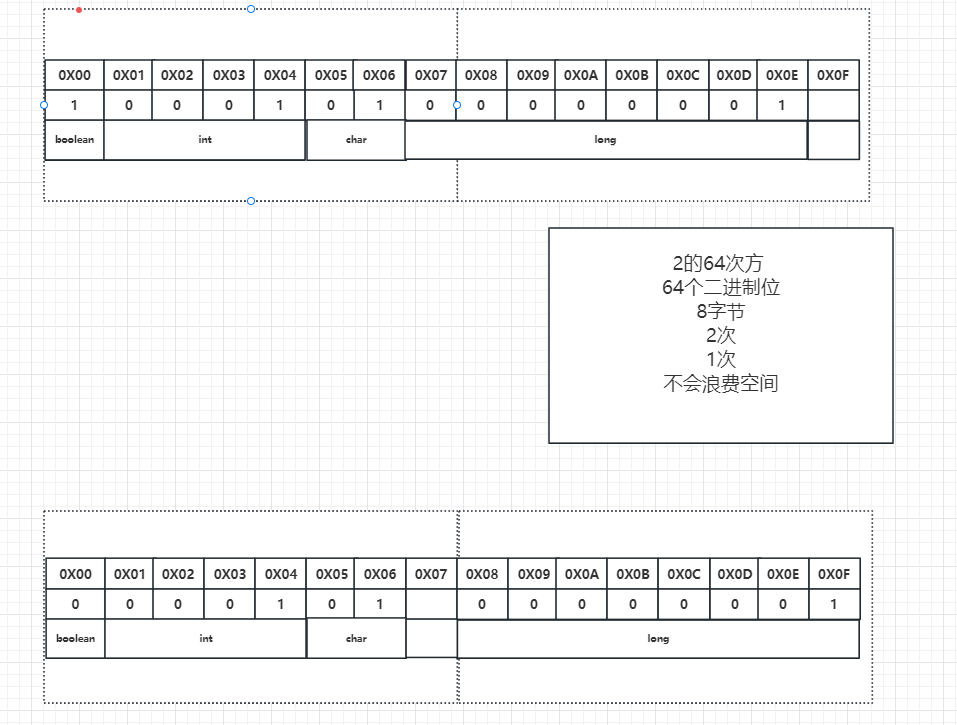 0X00 0X01 0X02 0X03 0X04 0X05 0X06 0X07 0X08 0X09 0X0A 0X0B 0X0C 0X0D 0X0E 0X0F
1 0 0 0 1 0 1 0 0 0 0 0 0 0 1
boolean int char long
2的64次方
64个二进制位
8字节
2次
1次
不会浪费空间
0X00 0X01 0X02 0X03 0X04 0X05 0X06 0X07 0X08 0X09 0X0A 0X0B 0X0C 0X0D 0X0E 0X0F
0 0 0 0 1 0 1 0 0 0 0 0 0 0 1
boolean int char long